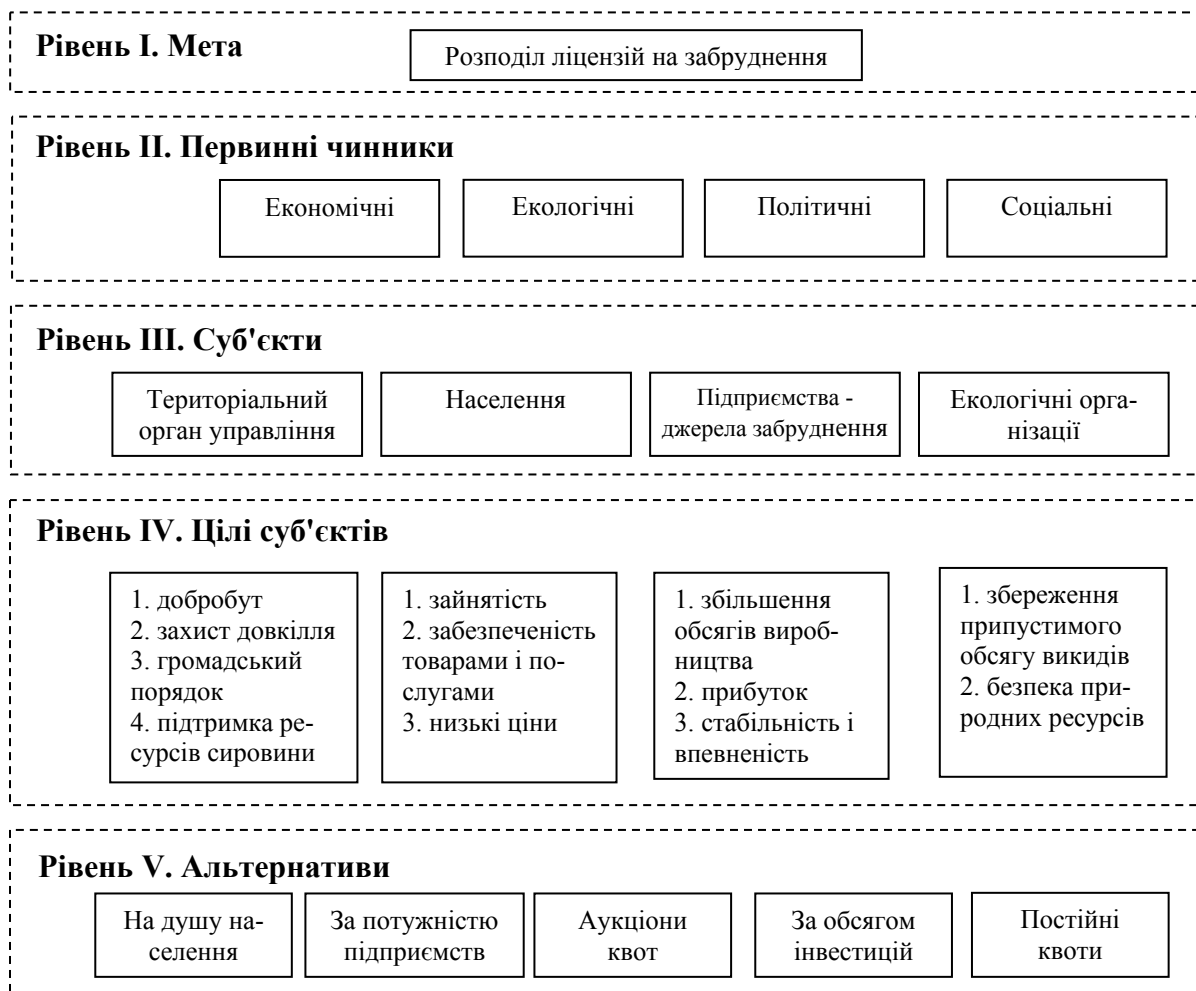 Рівень I. Мета
Розподіл ліцензій на забруднення
Рівень II. Первинні чинники
Економічні
Екологічні
Політичні
Соціальні
Рівень III. Суб'єкти
Територіальний
орган управління
Населення
Підприємства -
джерела забруднення
Екологічні орга-
нізації
Рівень IV. Цілі суб'єктів
1. добробут
2. захист довкілля
3. громадський
порядок
4. підтримка ре-
сурсів сировини
1. зайнятість
2. забезпеченість
товарами і по-
слугами
3. низькі ціни
1. збільшення
обсягів вироб-
ництва
2. прибуток
3. стабільність і
впевненість
1. збереження
припустимого
обсягу викидів
2. безпека при-
родних ресурсів
Рівень V. Альтернативи
На душу на-
селення
За потужністю
підприємств
Аукціони
квот
За обсягом
інвестицій
Постійні
квоти